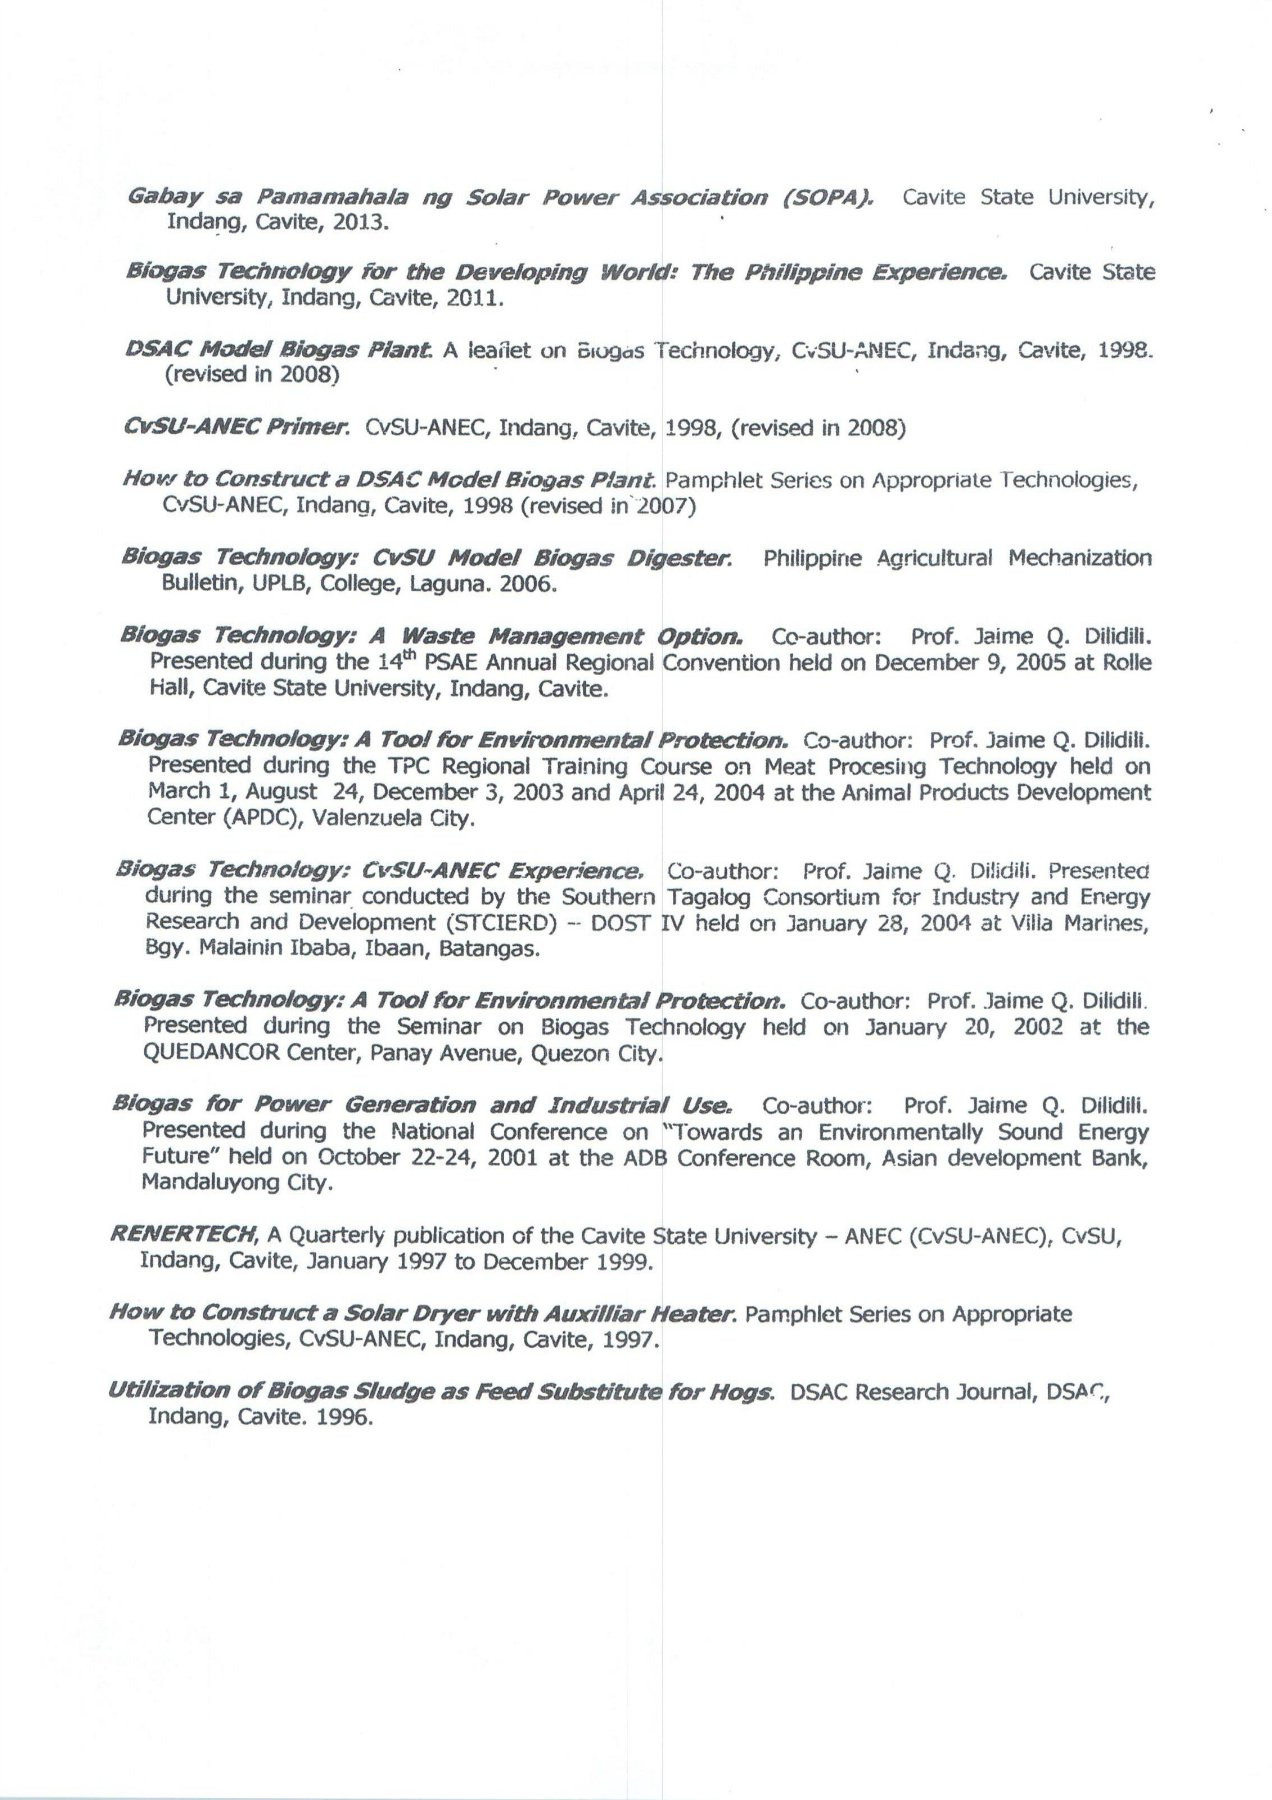 Gabay sa Pamamahala ng Solar Power Association (SOPA). Cavite State University,
Indang, Cavite, 2013.
Biogas Technology for the Developing World: The Philippine Experience. Cavite State
University, Indang, Cavite, 2011.
DSAC Model Biogas Plant. A leaflet on Biogas Technology, CvSU-ANEC, Indang, Cavite, 1998.
(revised in 2008)
CvSU-ANEC Primer. CvSU-ANEC, Indang, Cavite, 1998, (revised in 2008)
How to Construct a DSAC Model Biogas Plant. Pamphlet Series on Appropriate Technologies,
CvSU-ANEC, Indang, Cavite, 1998 (revised in 2007)
Biogas Technology: CvSU Model Biogas Digester. Philippine Agricultural Mechanization
Bulletin, UPLB, College, Laguna. 2006.
Biogas Technology: A Waste Management Option. Co-author: Prof. Jaime Q. Dilidili.
Presented during the 14th PSAE Annual Regional Convention held on December 9, 2005 at Rolle
Hall, Cavite State University, Indang, Cavite.
Biogas Technology: A Tool for Environmental Protection. Co-author: Prof. Jaime Q. Dilidili.
Presented during the TPC Regional Training Course on Meat Procesing Technology held on
March 1, August 24, December 3, 2003 and April 24, 2004 at the Animal Products Development
Center (APDC), Valenzuela City.
Biogas Technology: CvSU-ANEC Experience. Co-author: Prof. Jaime Q. Dilidili. Presented
during the seminar conducted by the Southern Tagalog Consortium for Industry and Energy
Research and Development (STCIERD) -- DOST IV held on January 28, 2004 at Villa Marines,
Bgy. Malainin Ibaba, Ibaan, Batangas.
Biogas Technology: A Tool for Environmental Protection. Co-author: Prof. Jaime Q. Dilidili.
Presented during the Seminar on Biogas Technology held on January 20, 2002 at the
QUEDANCOR Center, Panay Avenue, Quezon City.
Biogas for Power Generation and Industrial Use. Co-author: Prof. Jaime Q. Dilidili.
Presented during the National Conference on "Towards an Environmentally Sound Energy
Future" held on October 22-24, 2001 at the ADB Conference Room, Asian development Bank,
Mandaluyong City.
RENERTECH, A Quarterly publication of the Cavite State University – ANEC (CvSU-ANEC), CvSU,
Indang, Cavite, January 1997 to December 1999.
How to Construct a Solar Dryer with Auxilliar Heater. Pamphlet Series on Appropriate
Technologies, CvSU-ANEC, Indang, Cavite, 1997.
Utilization of Biogas Sludge as Feed Substitute for Hogs. DSAC Research Journal, DSAC,
Indang, Cavite. 1996.